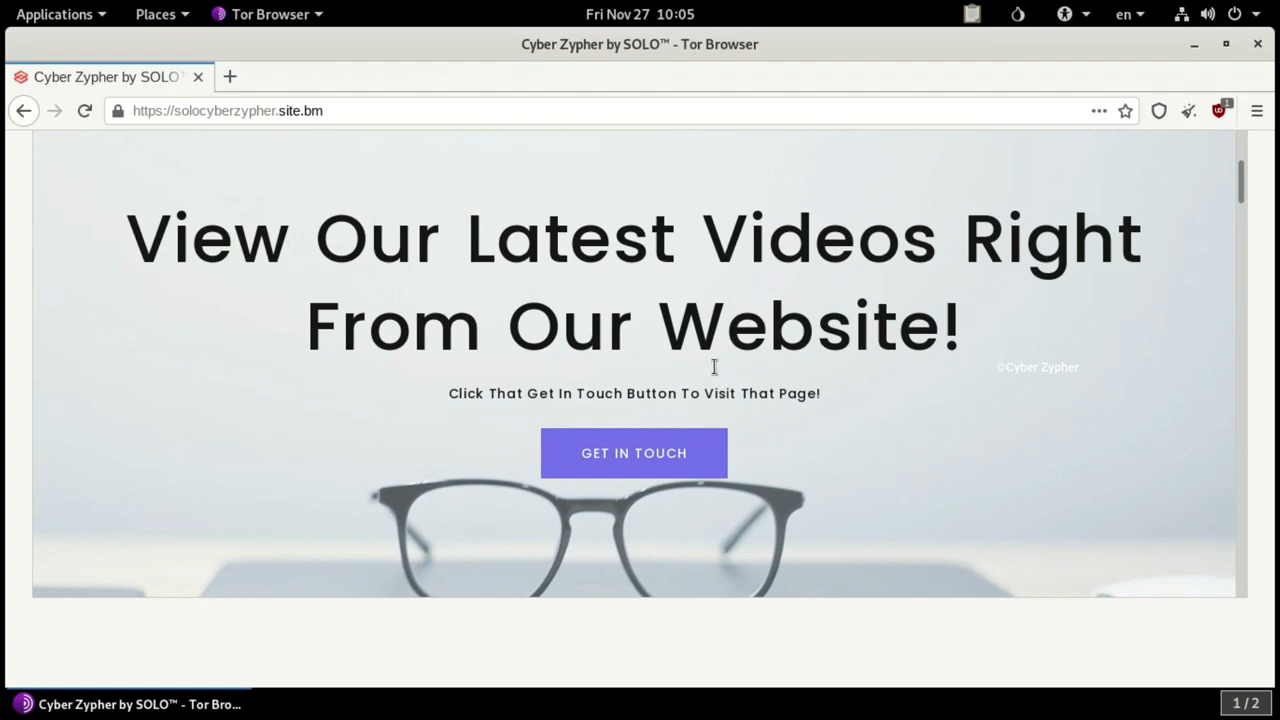 Applications Places Tor Browser Fri Nov 27 10:05 en
Cyber Zypher by SOLO™ - Tor Browser
Cyber Zypher by SOLO™
https://solocyberzypher.site.bm 1
View Our Latest Videos Right
From Our Website!
©Cyber Zypher
Click That Get In Touch Button To Visit That Page!
GET IN TOUCH
Cyber Zypher by SOLO™ - Tor Bro... 1 / 2